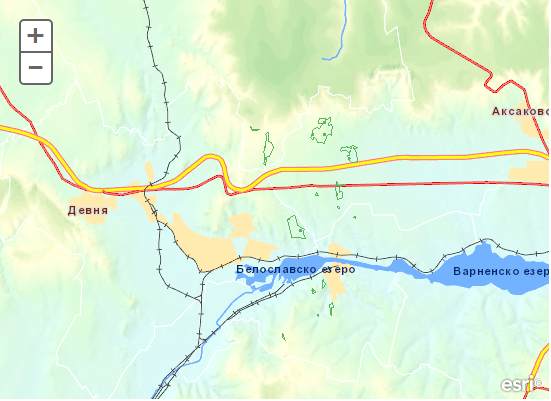 +
−
Аксаково
Девня
Белославско езеро
Варненско езер
esri